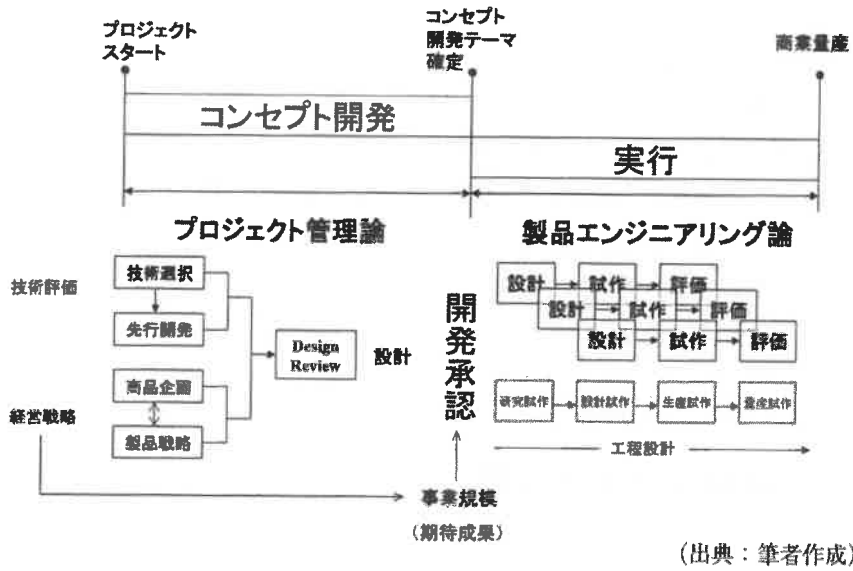 プロジェクト
スタート
コンセプト
開発テーマ
確定
商業量産
コンセプト開発
実行
プロジェクト管理論
製品エンジニアリング論
技術評価
技術選択
先行開発
商品企画
製品戦略
経営戦略
Design
Review
設計
開発承認
設計
試作
評価
設計
試作
評価
設計
試作
評価
研究試作
設計試作
生産試作
量産試作
工程設計
事業規模
(期待成果)
(出典：筆者作成)